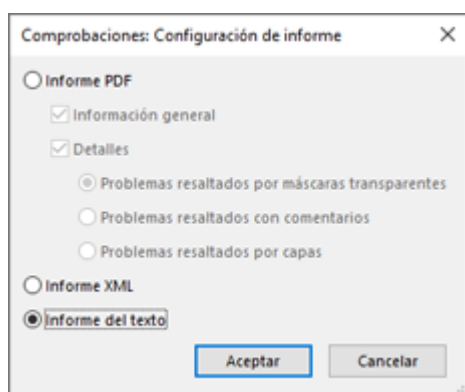 Comprobaciones: Configuración de informe
Informe PDF
Información general
Detalles
Problemas resaltados por máscaras transparentes
Problemas resaltados con comentarios
Problemas resaltados por capas
Informe XML
Informe del texto
Aceptar Cancelar